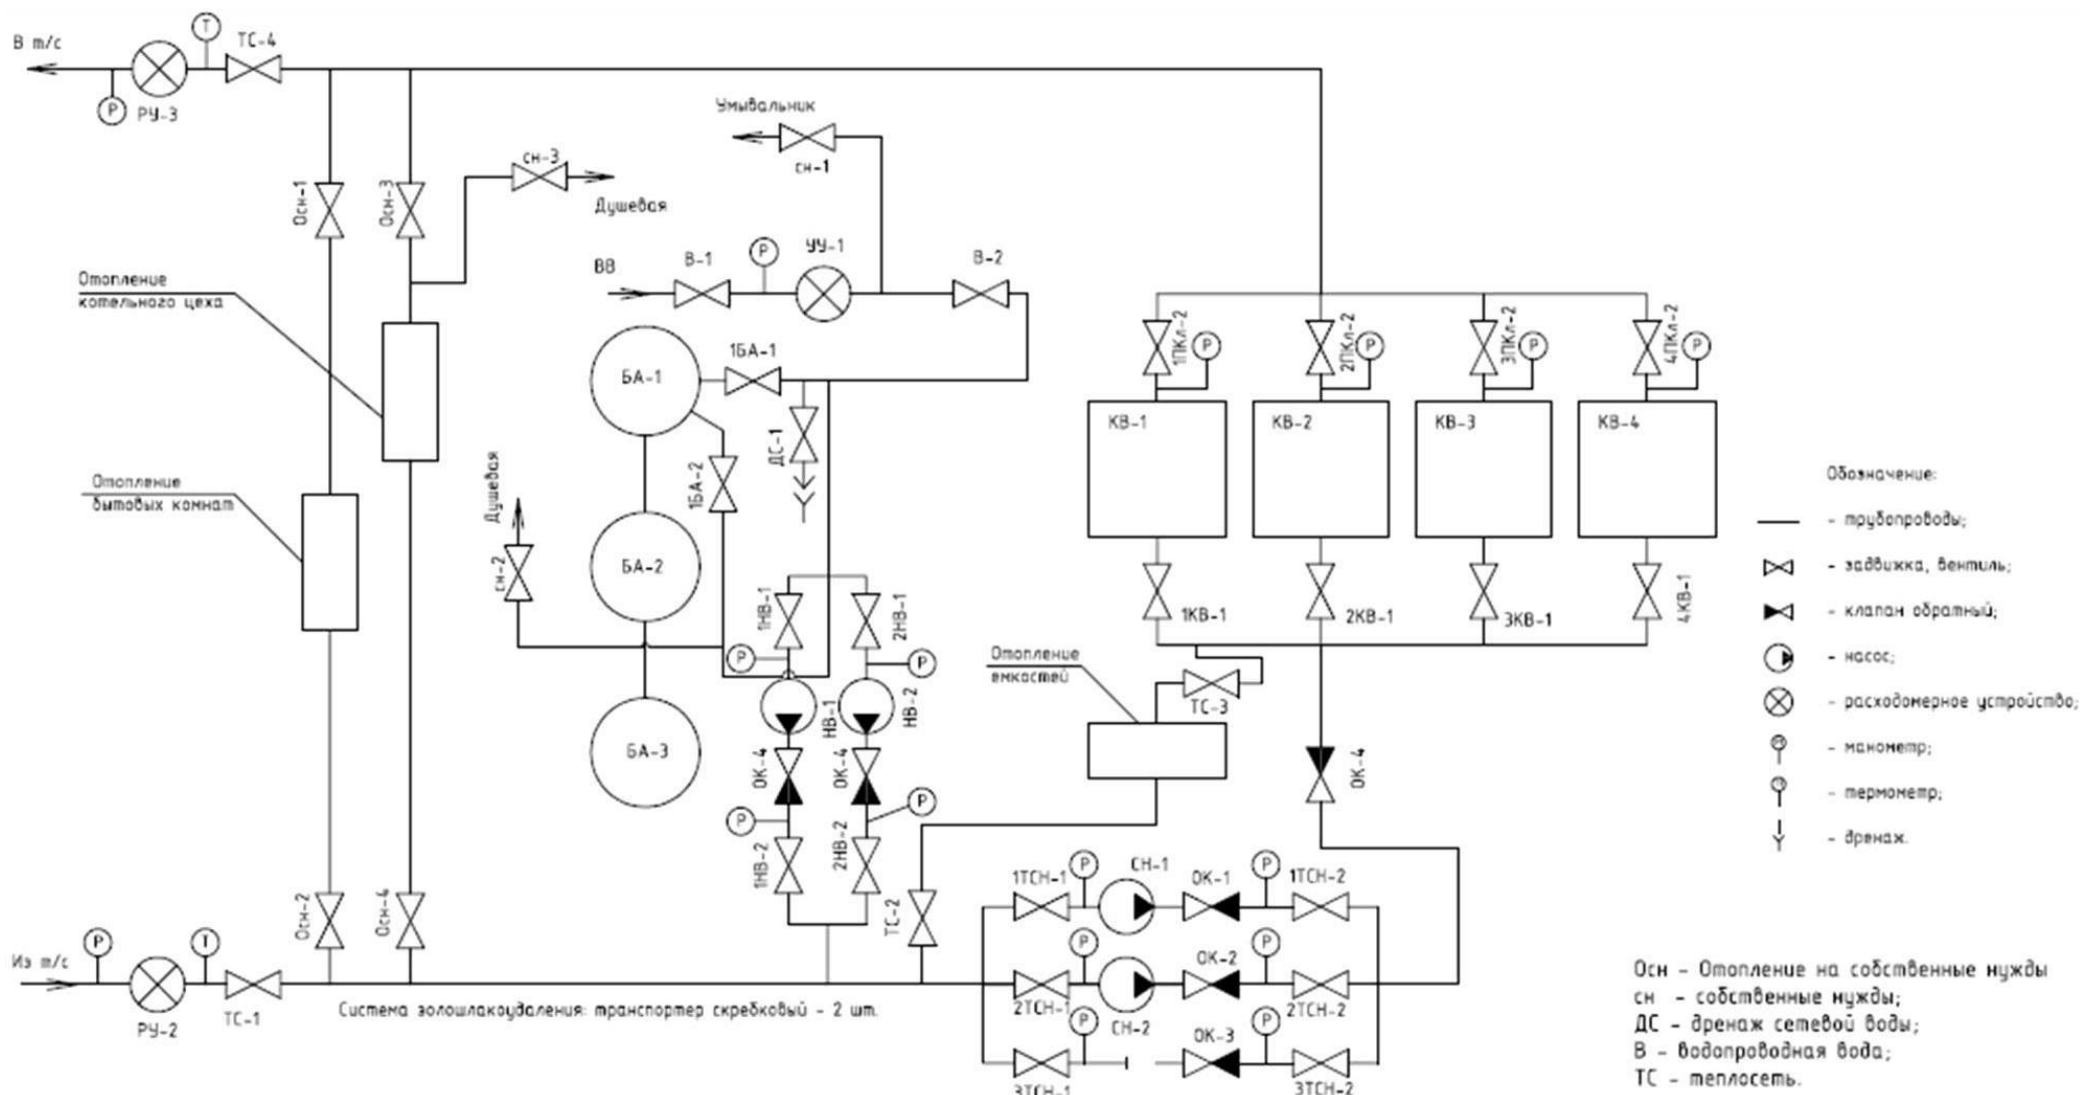 В т/с
Т
ТС-4
Р
РУ-3
Умывальник
сн-1
сн-3
Душевая
Осн-1
Осн-3
ВВ
В-1
Р
УУ-1
В-2
Отопление
котельного цеха
БА-1
1БА-1
ДС-1
1БА-2
Отопление
бытовых комнат
Душевая
сн-2
БА-2
БА-3
1НВ-1
2НВ-1
Р
Р
НВ-1
НВ-2
ОК-4
ОК-4
Р
Р
1НВ-2
2НВ-2
1ПКл-2
Р
2ПКл-2
Р
3ПКл-2
Р
4ПКл-2
Р
КВ-1
КВ-2
КВ-3
КВ-4
1КВ-1
2КВ-1
3КВ-1
4КВ-1
Отопление
емкостей
ТС-3
ОК-4
ТС-2
Осн-2
Осн-4
1ТСН-1
Р
СН-1
ОК-1
Р
1ТСН-2
2ТСН-1
Р
СН-2
ОК-2
Р
2ТСН-2
3ТСН-1
Р
ОК-3
Р
3ТСН-2
Из т/с
Р
РУ-2
Т
ТС-1
Система золошлакоудаления: транспортер скребковый - 2 шт.
Обозначение:
- трубопроводы;
- задвижка, вентиль;
- клапан обратный;
- насос;
- расходомерное устройство;
- манометр;
- термометр;
- дренаж.
Осн - Отопление на собственные нужды
сн - собственные нужды;
ДС - дренаж сетевой воды;
В - водопроводная вода;
ТС - теплосеть.